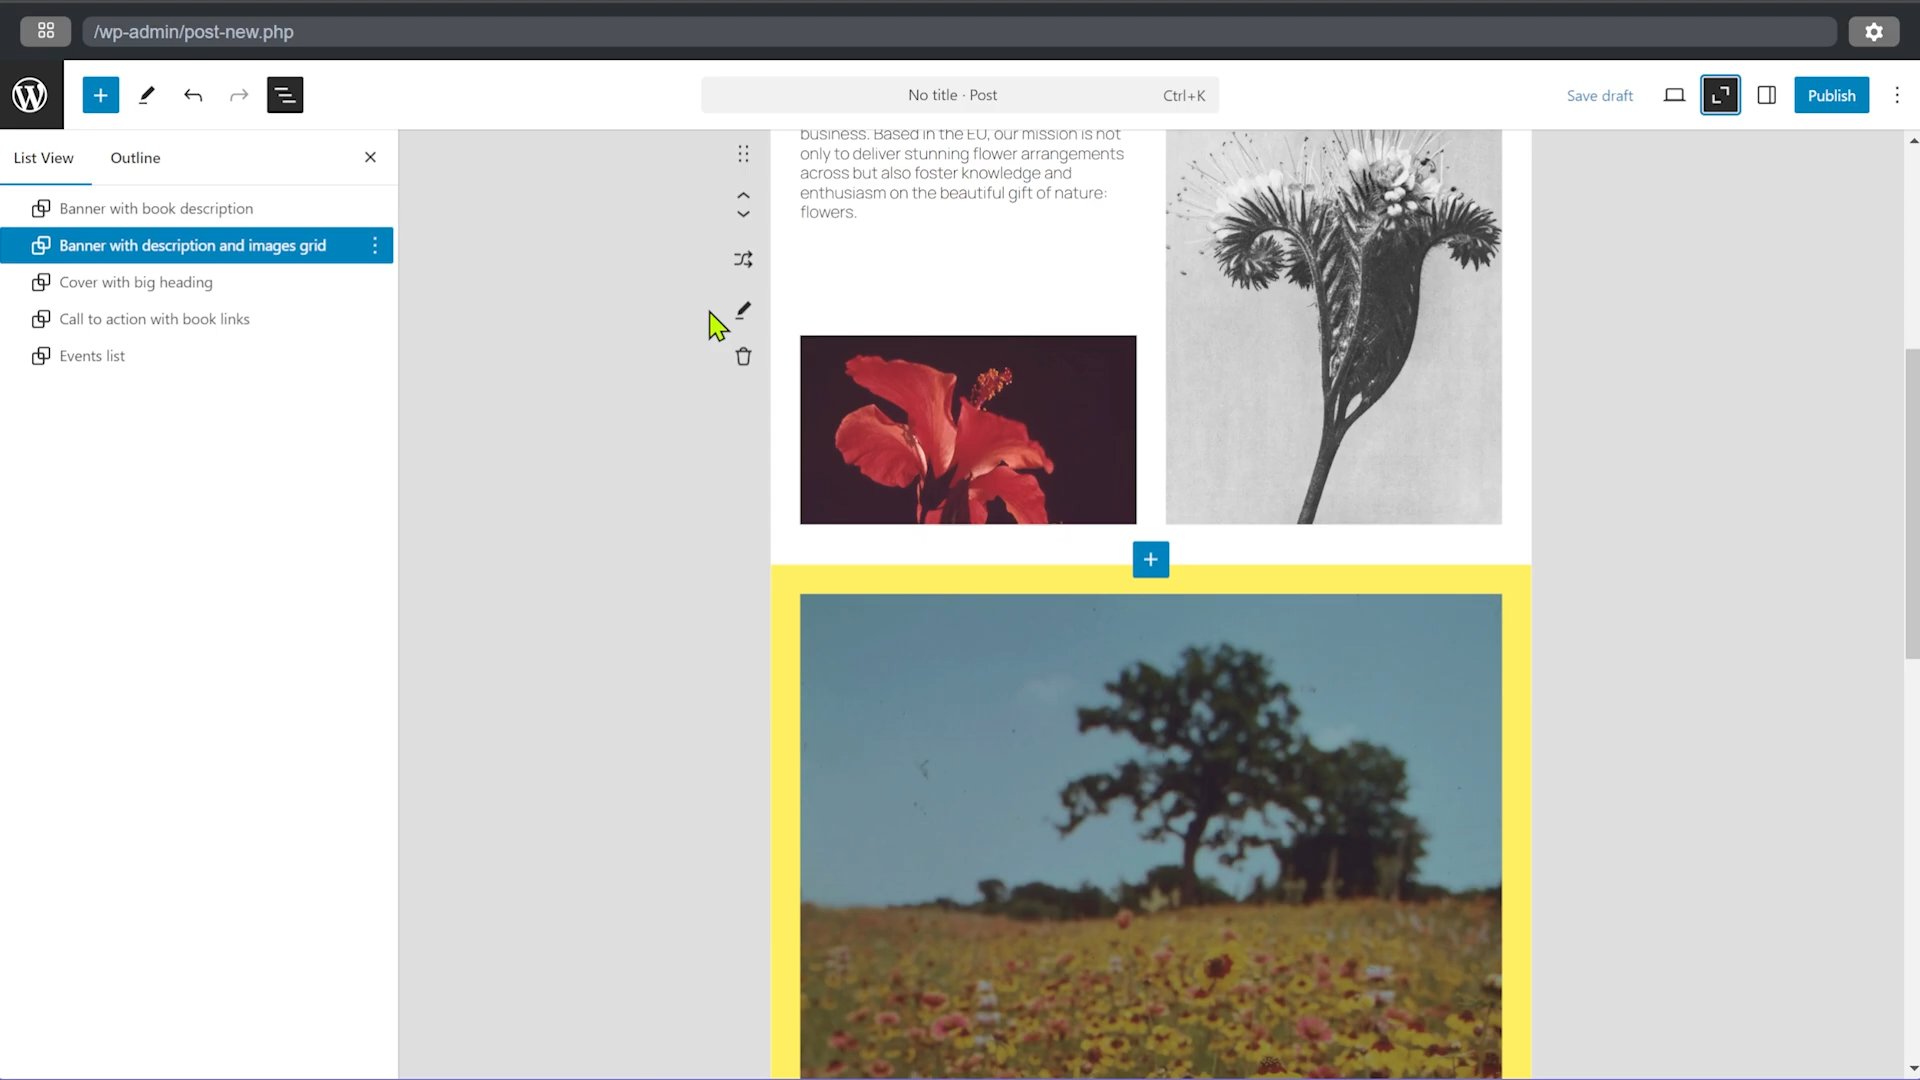 /wp-admin/post-new.php
No title · Post
Ctrl+K
Save draft
Publish
List View
Outline
Banner with book description
Banner with description and images grid
Cover with big heading
Call to action with book links
Events list
business. Based in the EU, our mission is not
only to deliver stunning flower arrangements
across but also foster knowledge and
enthusiasm on the beautiful gift of nature:
flowers.